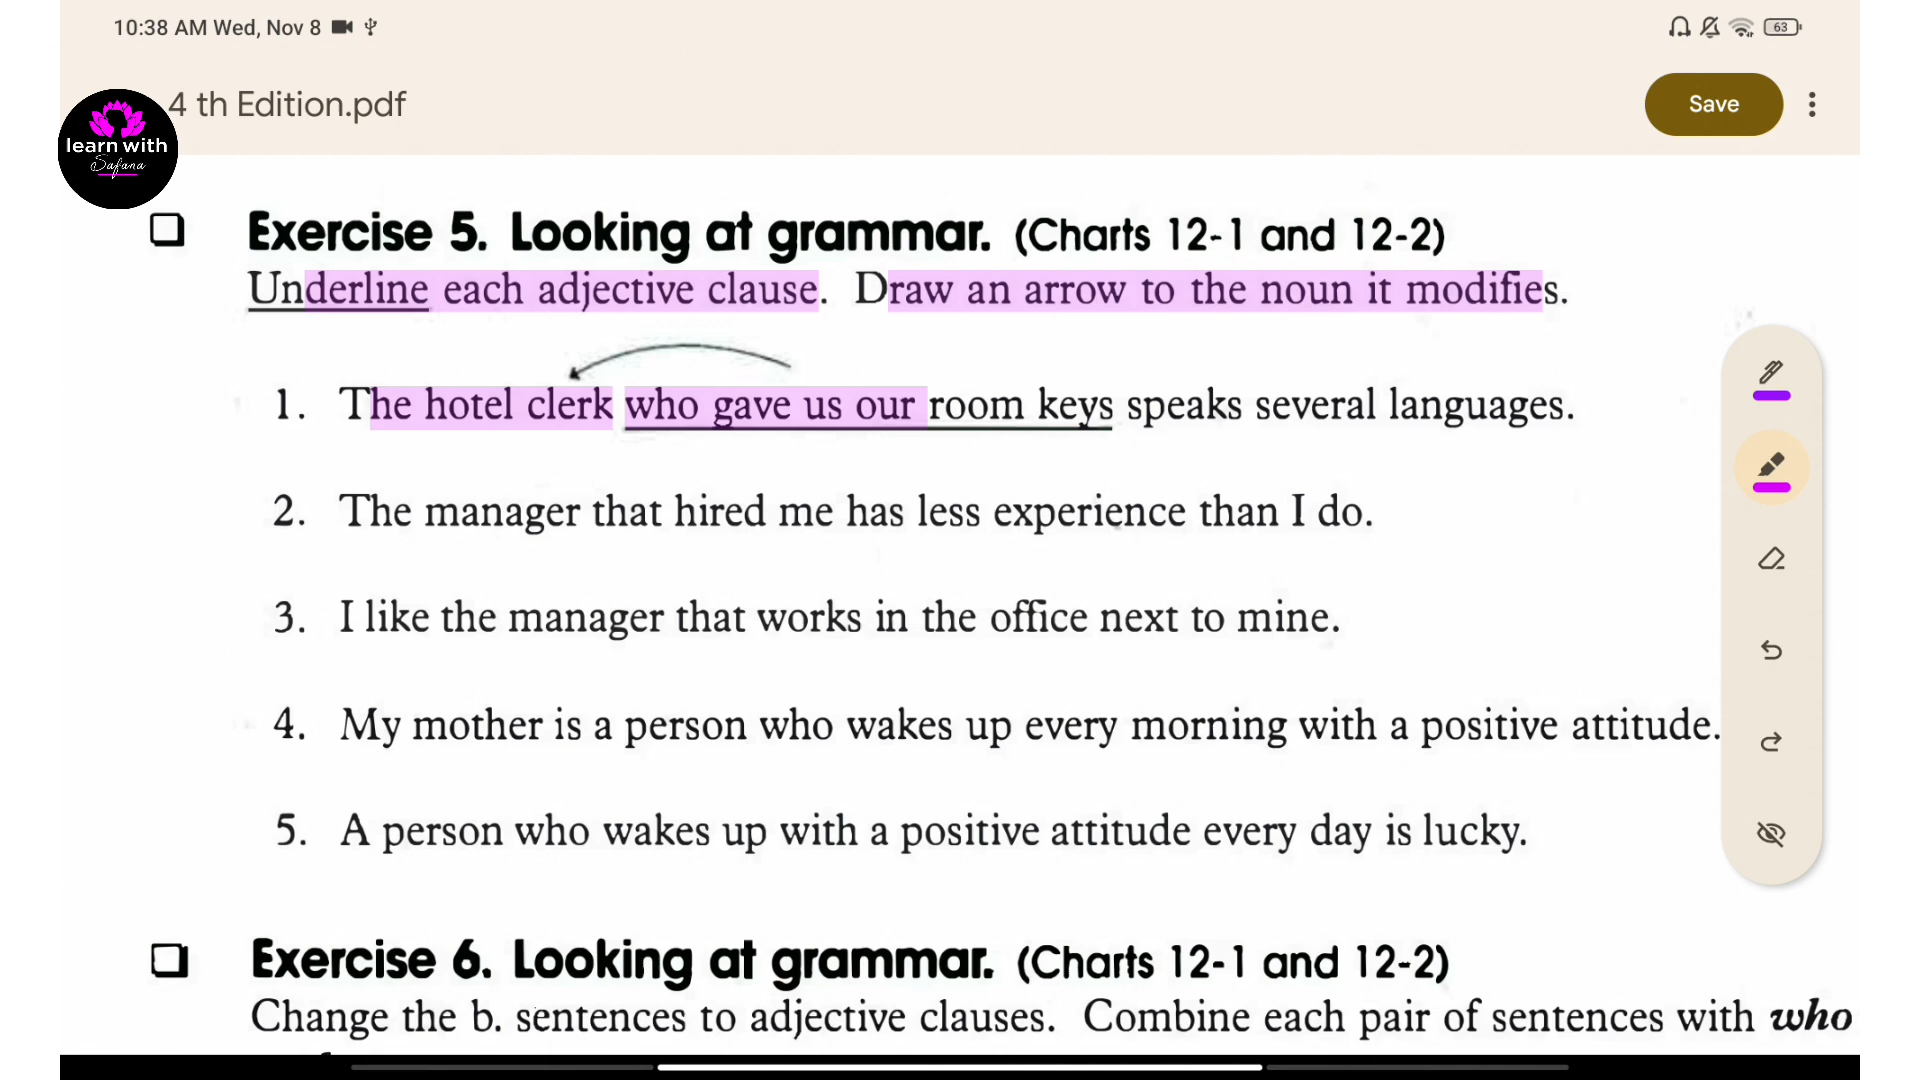 10:38 AM Wed, Nov 8
63
4 th Edition.pdf
Save
learn with
Safana
Exercise 5. Looking at grammar. (Charts 12-1 and 12-2)
Underline each adjective clause. Draw an arrow to the noun it modifies.
1. The hotel clerk who gave us our room keys speaks several languages.
2. The manager that hired me has less experience than I do.
3. I like the manager that works in the office next to mine.
4. My mother is a person who wakes up every morning with a positive attitude.
5. A person who wakes up with a positive attitude every day is lucky.
Exercise 6. Looking at grammar. (Charts 12-1 and 12-2)
Change the b. sentences to adjective clauses. Combine each pair of sentences with who